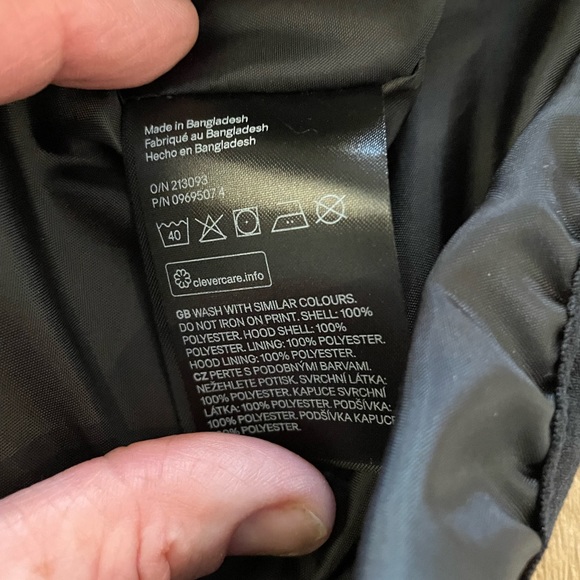 Made in Bangladesh
Fabriqué au Bangladesh
Hecho en Bangladesh
O/N 213093
P/N 0969507 4
40
clevercare.info
GB WASH WITH SIMILAR COLOURS.
DO NOT IRON ON PRINT. SHELL: 100%
POLYESTER. HOOD SHELL: 100%
POLYESTER. LINING: 100% POLYESTER.
HOOD LINING: 100% POLYESTER.
CZ PERTE S PODOBNÝMI BARVAMI.
NEŽEHLETE POTISK. SVRCHNÍ LÁTKA:
100% POLYESTER. KAPUCE SVRCHNÍ
LÁTKA: 100% POLYESTER. PODŠÍVKA:
100% POLYESTER. PODŠÍVKA KAPUCE
100% POLYESTER.